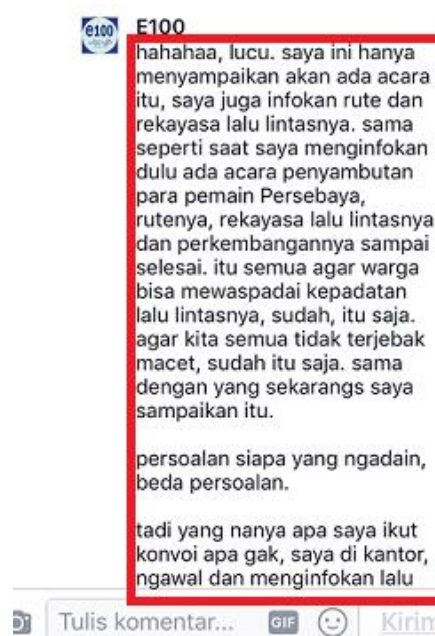 e100
E100
hahahaa, lucu. saya ini hanya
menyampaikan akan ada acara
itu, saya juga infokan rute dan
rekayasa lalu lintasnya. sama
seperti saat saya menginfokan
dulu ada acara penyambutan
para pemain Persebaya,
rutenya, rekayasa lalu lintasnya
dan perkembangannya sampai
selesai. itu semua agar warga
bisa mewaspadai kepadatan
lalu lintasnya, sudah, itu saja.
agar kita semua tidak terjebak
macet, sudah itu saja. sama
dengan yang sekarangs saya
sampaikan itu.
persoalan siapa yang ngadain,
beda persoalan.
tadi yang nanya apa saya ikut
konvoi apa gak, saya di kantor,
ngawal dan menginfokan lalu
Tulis komentar... GIF Kirim